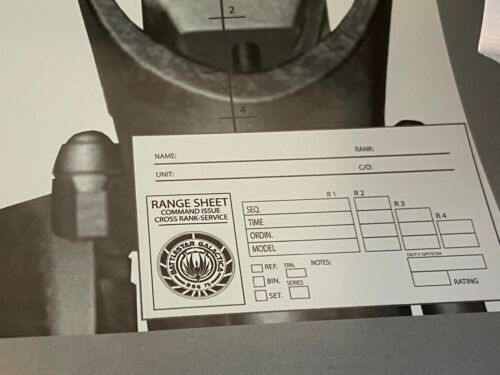 2
4
NAME: RANK:
UNIT: C/O:
RANGE SHEET
COMMAND ISSUE
CROSS RANK-SERVICE
BATTLESTAR GALACTICA
BSG 75
R 1 R 2 R 3 R 4
SEQ.
TIME
ORDIN.
MODEL
REF. TRN. NOTES:
BIN.
SET. SERIES
DUTY OFFICER
RATING